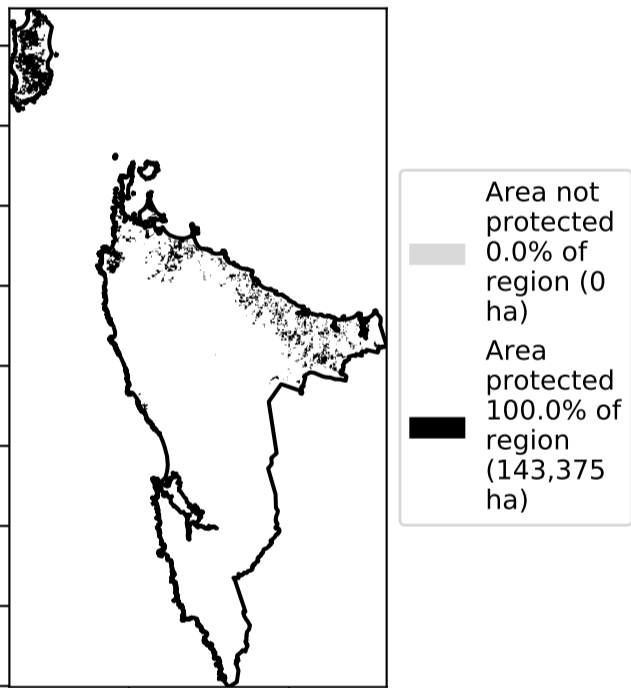 Area not
protected
0.0% of
region (0
ha)
Area
protected
100.0% of
region
(143,375
ha)